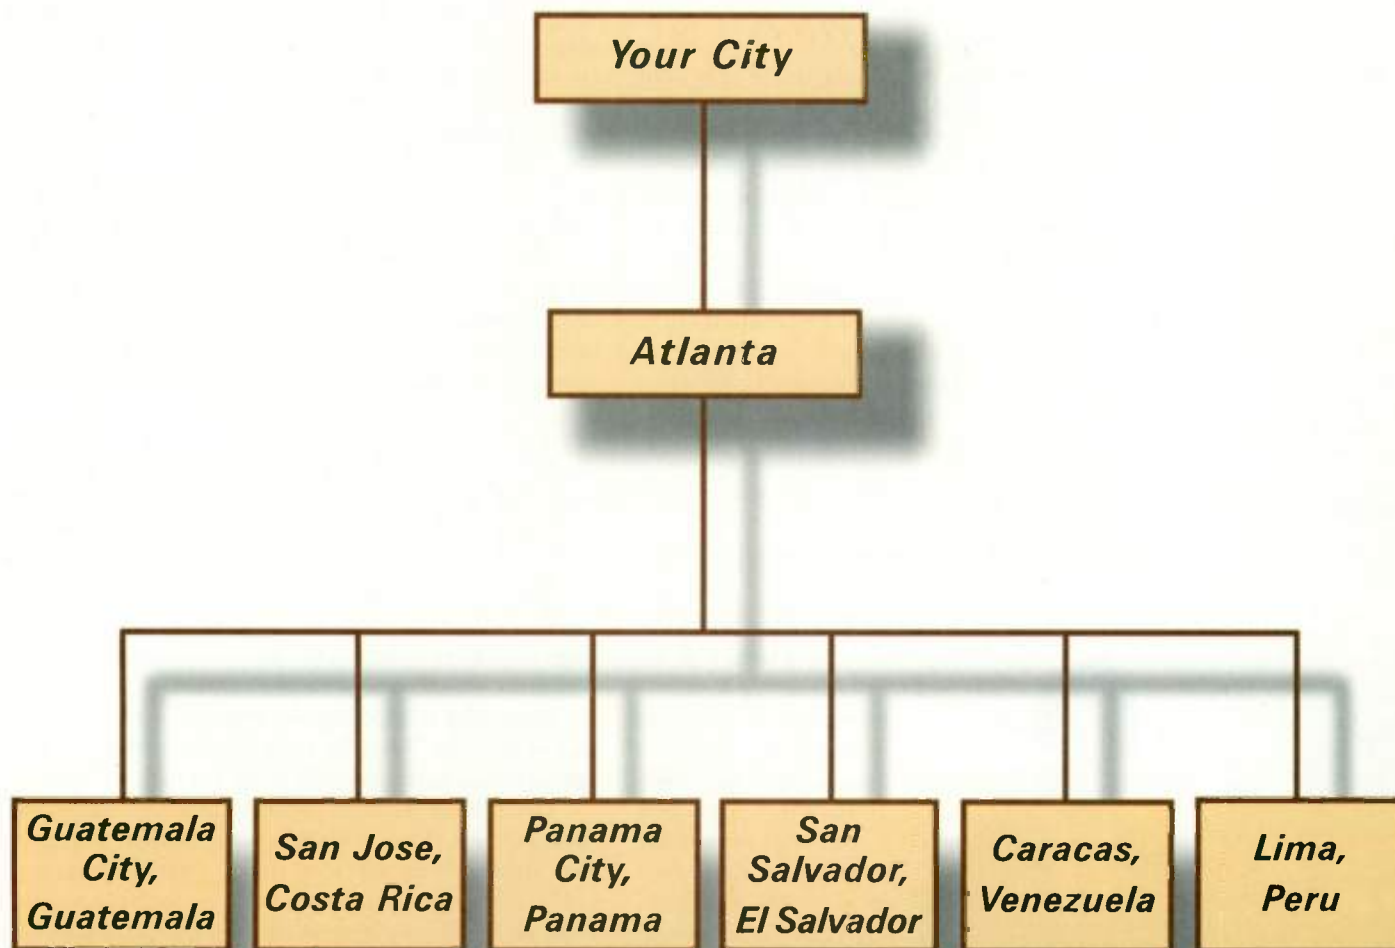 Your City
Atlanta
Guatemala
City,
Guatemala
San Jose,
Costa Rica
Panama
City,
Panama
San
Salvador,
El Salvador
Caracas,
Venezuela
Lima,
Peru